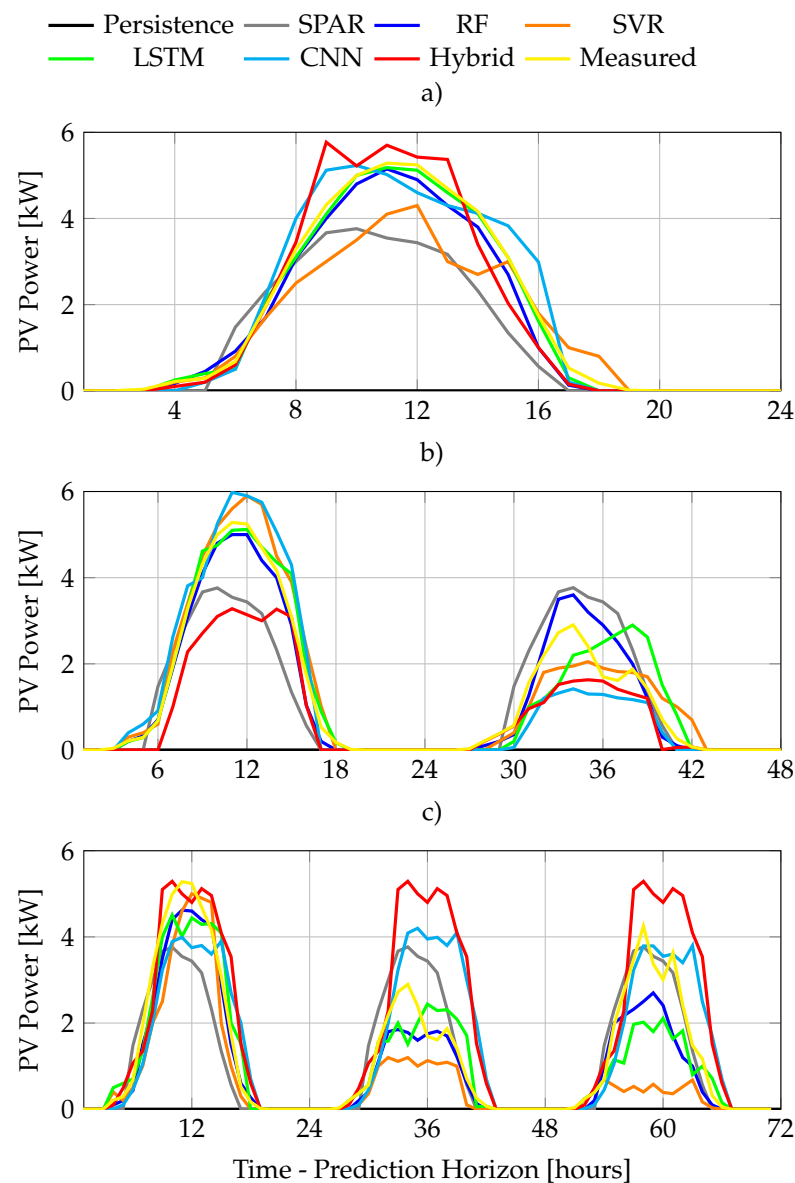 Persistence SPAR RF SVR
LSTM CNN Hybrid Measured
a)
6
4
2
0
PV Power [kW]
4 8 12 16 20 24
b)
6
4
2
0
PV Power [kW]
6 12 18 24 30 36 42 48
c)
6
4
2
0
PV Power [kW]
12 24 36 48 60 72
Time - Prediction Horizon [hours]